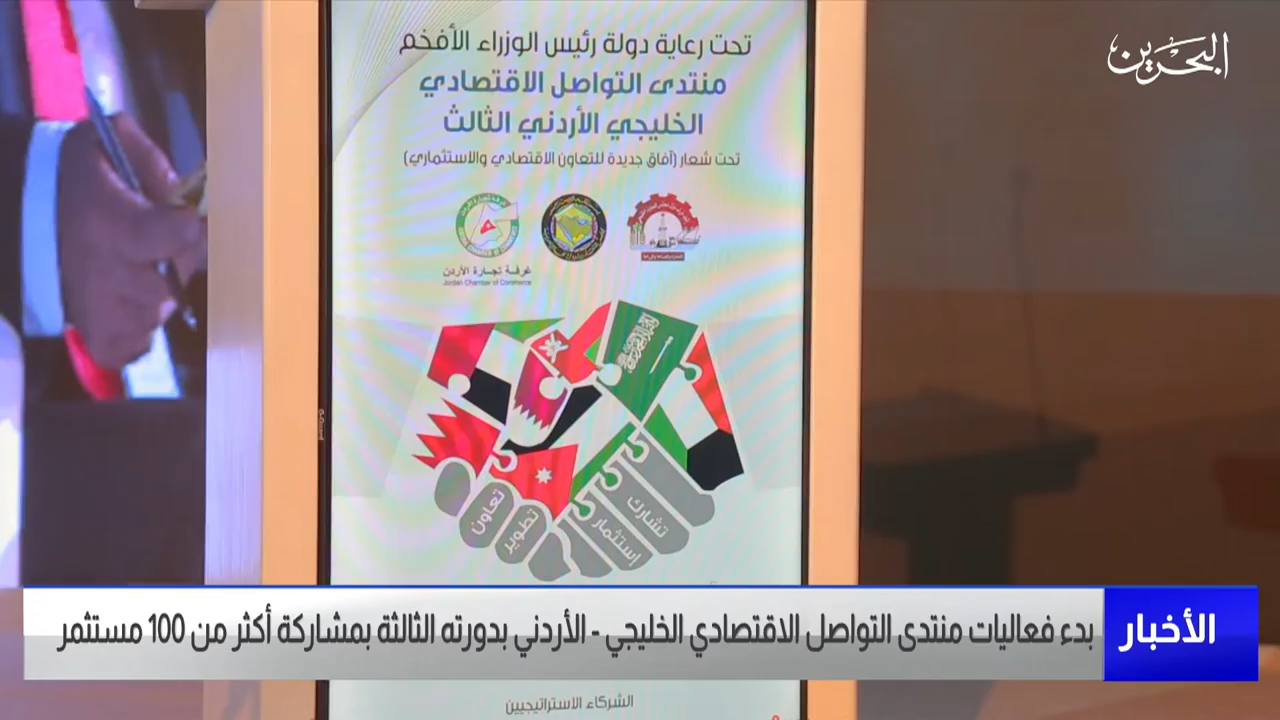 البحرين
تحت رعاية دولة رئيس الوزراء الأفخم
منتدى التواصل الاقتصادي
الخليجي الأردني الثالث
تحت شعار (آفاق جديدة للتعاون الاقتصادي والاستثماري)
غرفة تجارة الأردن
Jordan Chamber of Commerce
تعاون
تطوير
إستثمار
تشارك
الأخبار
بدء فعاليات منتدى التواصل الاقتصادي الخليجي - الأردني بدورته الثالثة بمشاركة أكثر من 100 مستثمر
الشركاء الاستراتيجيين